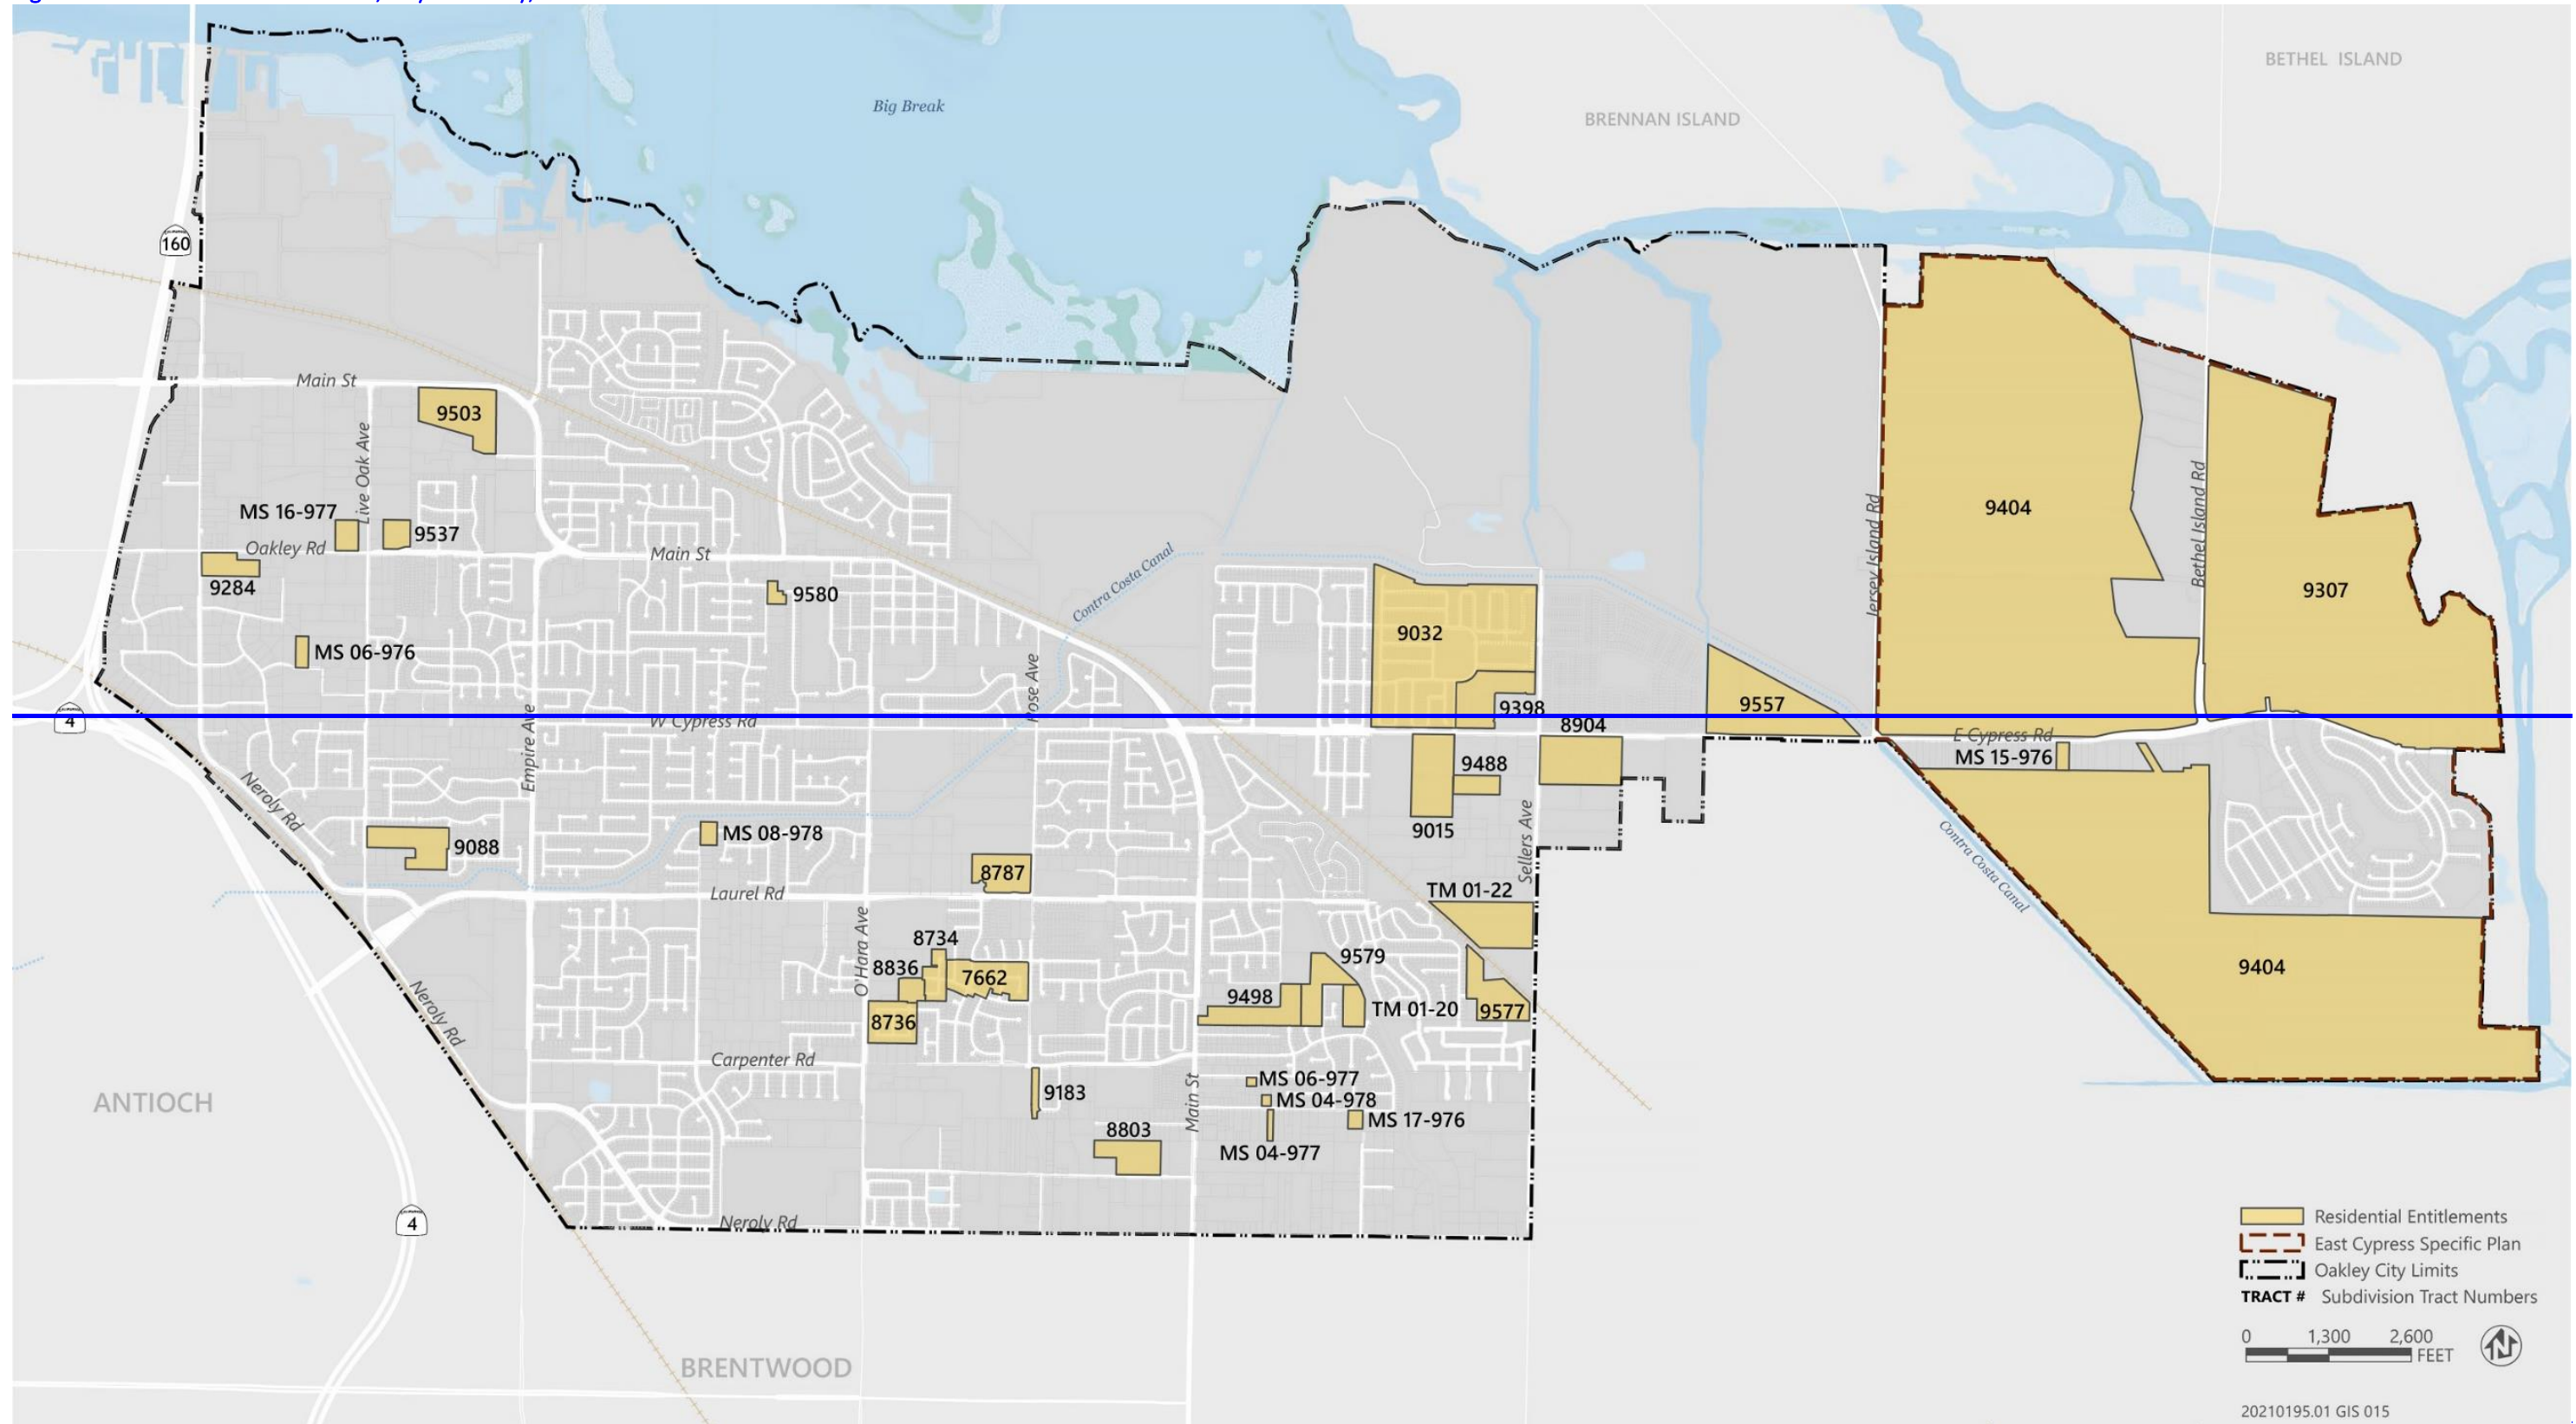 BETHEL ISLAND
Big Break
BRENNAN ISLAND
160
Main St
9503
Live Oak Ave
MS 16-977
9537
Oakley Rd
Main St
9284
9580
MS 06-976
Contra Costa Canal
Rose Ave
9032
9398
8904
9557
Jersey Island Rd
9404
Bethel Island Rd
9307
4
W Cypress Rd
Empire Ave
E Cypress Rd
MS 15-976
9488
9015
Sellers Ave
Neroly Rd
9088
MS 08-978
8787
Laurel Rd
TM 01-22
Contra Costa Canal
O'Hara Ave
8734
8836
7662
8736
9579
9498
TM 01-20
9577
9404
Neroly Rd
Carpenter Rd
9183
MS 06-977
MS 04-978
MS 17-976
MS 04-977
Main St
8803
ANTIOCH
4
Neroly Rd
BRENTWOOD
Residential Entitlements
East Cypress Specific Plan
Oakley City Limits
TRACT # Subdivision Tract Numbers
0 1,300 2,600
FEET
N
20210195.01 GIS 015